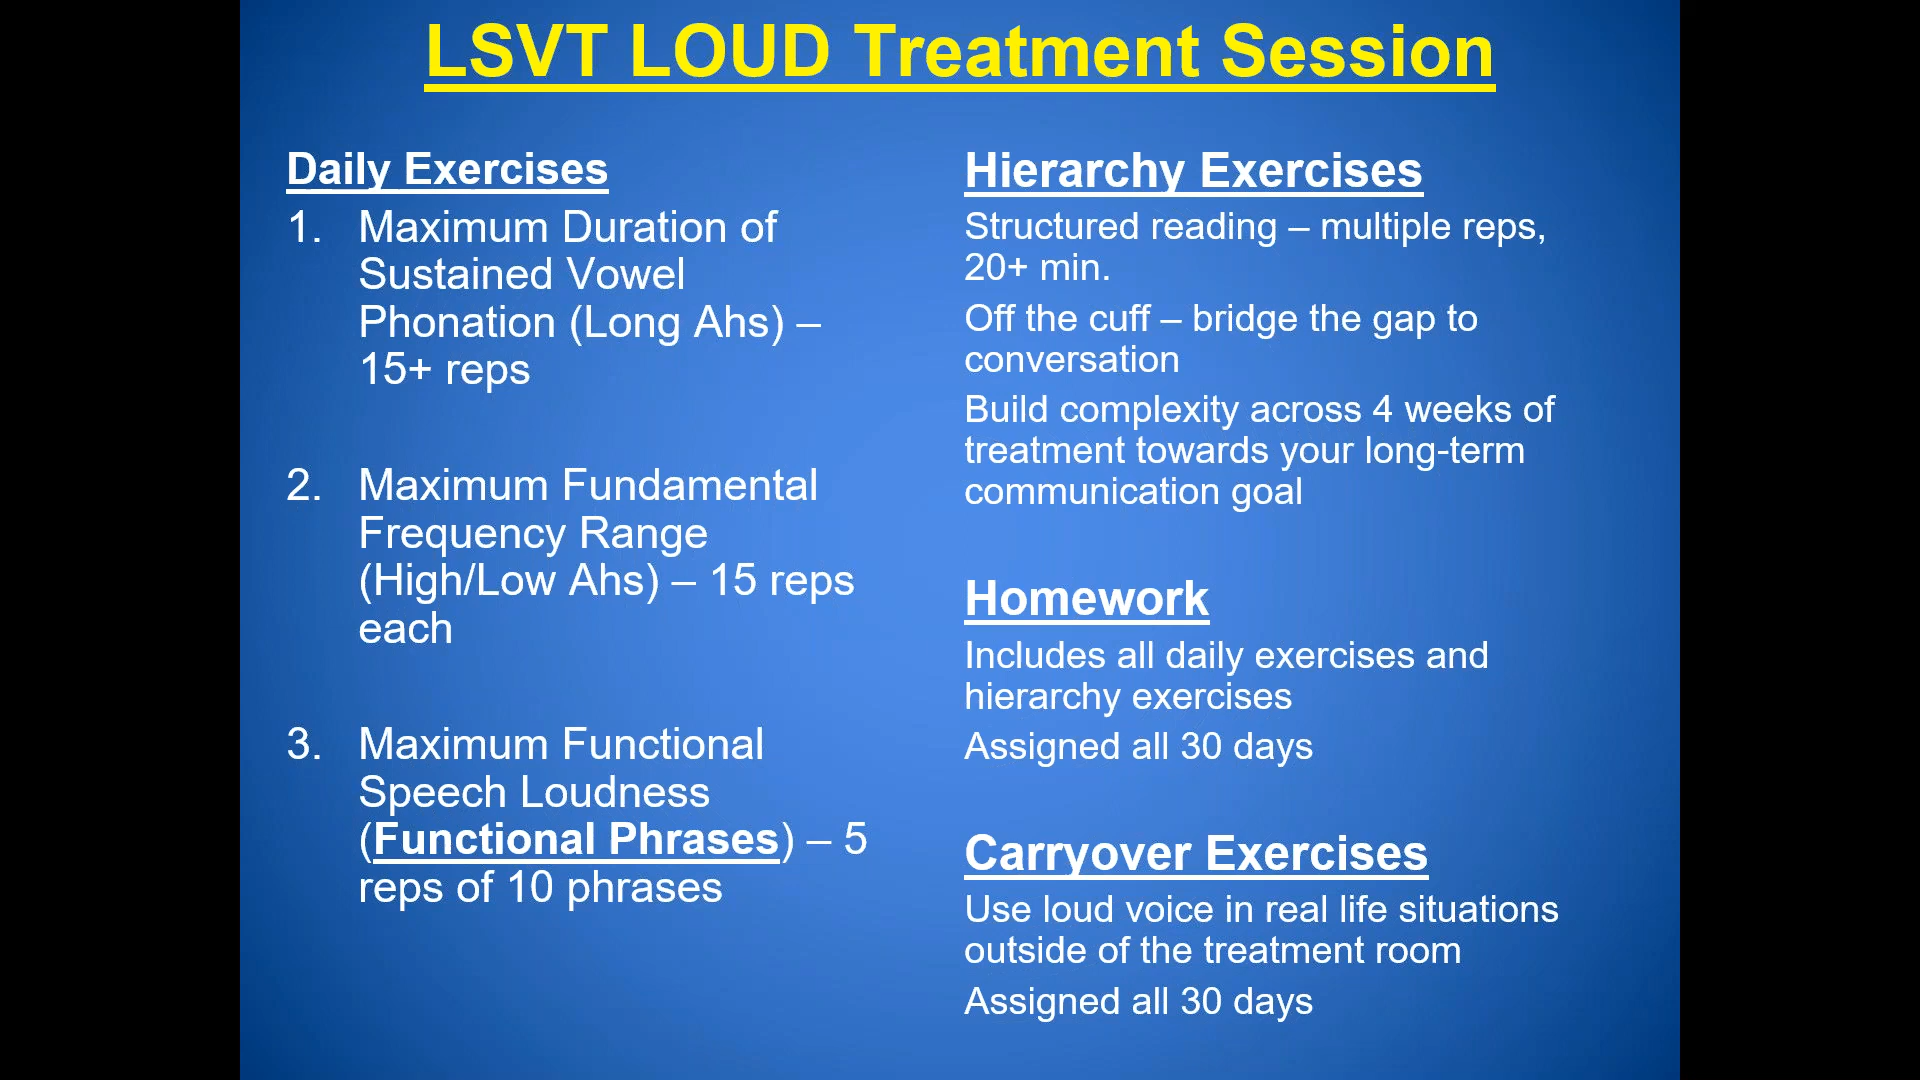 LSVT LOUD Treatment Session
Daily Exercises
1. Maximum Duration of
Sustained Vowel
Phonation (Long Ahs) –
15+ reps
2. Maximum Fundamental
Frequency Range
(High/Low Ahs) – 15 reps
each
3. Maximum Functional
Speech Loudness
(Functional Phrases) – 5
reps of 10 phrases
Hierarchy Exercises
Structured reading – multiple reps,
20+ min.
Off the cuff – bridge the gap to
conversation
Build complexity across 4 weeks of
treatment towards your long-term
communication goal
Homework
Includes all daily exercises and
hierarchy exercises
Assigned all 30 days
Carryover Exercises
Use loud voice in real life situations
outside of the treatment room
Assigned all 30 days